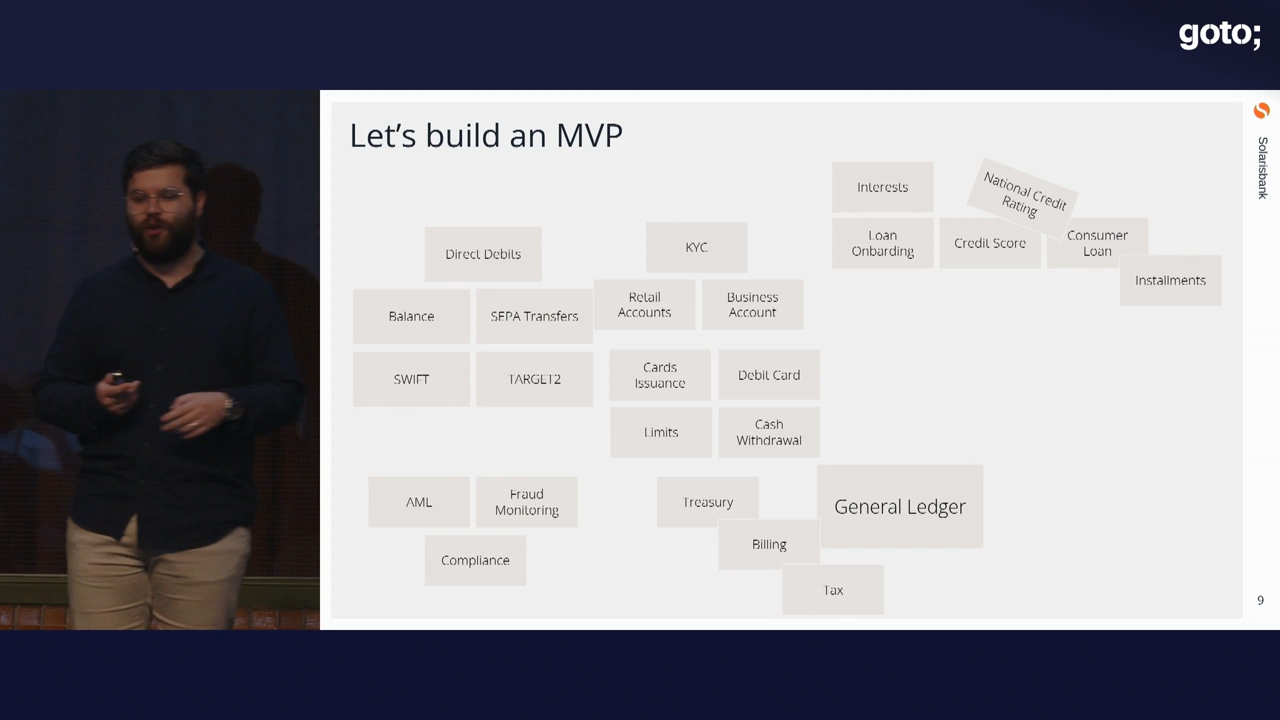 goto;
Let's build an MVP
Solarisbank
Interests
National Credit
Rating
Loan
Onbarding
Credit Score
Consumer
Loan
Installments
Direct Debits
KYC
Balance
SEPA Transfers
Retail
Accounts
Business
Account
SWIFT
TARGET2
Cards
Issuance
Debit Card
Limits
Cash
Withdrawal
AML
Fraud
Monitoring
Compliance
Treasury
General Ledger
Billing
Tax
9